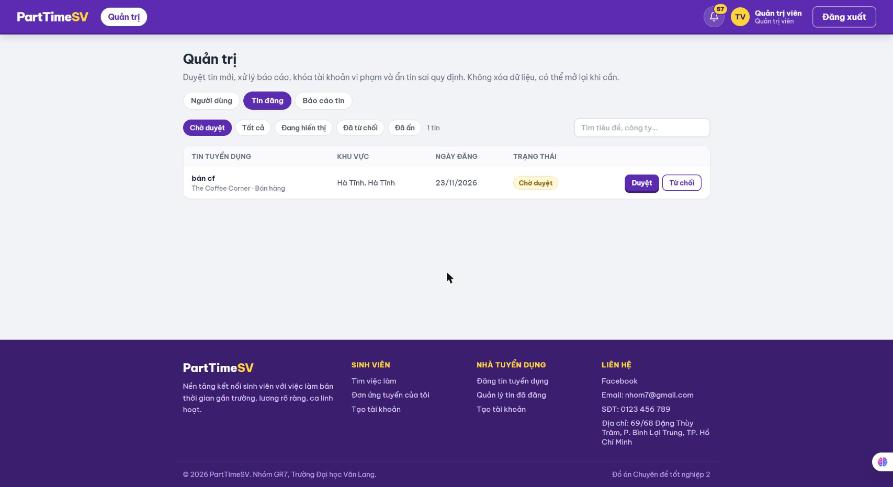 PartTimeSV
Quản trị
57
TV
Quản trị viên
Quản trị viên
Đăng xuất
Quản trị
Duyệt tin mới, xử lý báo cáo, khóa tài khoản vi phạm và ẩn tin sai quy định. Không xóa dữ liệu, có thể mở lại khi cần.
Người dùng
Tin đăng
Báo cáo tin
Chờ duyệt
Tất cả
Đang hiển thị
Đã từ chối
Đã ẩn
1 tin
Tìm tiêu đề, công ty...
TIN TUYỂN DỤNG
KHU VỰC
NGÀY ĐĂNG
TRẠNG THÁI
bán cf
The Coffee Corner · Bán hàng
Hà Tĩnh, Hà Tĩnh
23/11/2026
Chờ duyệt
Duyệt
Từ chối
PartTimeSV
Nền tảng kết nối sinh viên với việc làm bán
thời gian gần trường, lương rõ ràng, ca linh
hoạt.
SINH VIÊN
Tìm việc làm
Đơn ứng tuyển của tôi
Tạo tài khoản
NHÀ TUYỂN DỤNG
Đăng tin tuyển dụng
Quản lý tin đã đăng
Tạo tài khoản
LIÊN HỆ
Facebook
Email: nhom7@gmail.com
SĐT: 0123 456 789
Địa chỉ: 69/68 Đặng Thùy
Trâm, P. Bình Lợi Trung, TP. Hồ
Chí Minh
© 2026 PartTimeSV. Nhóm GR7, Trường Đại học Văn Lang.
Đồ án Chuyên đề tốt nghiệp 2